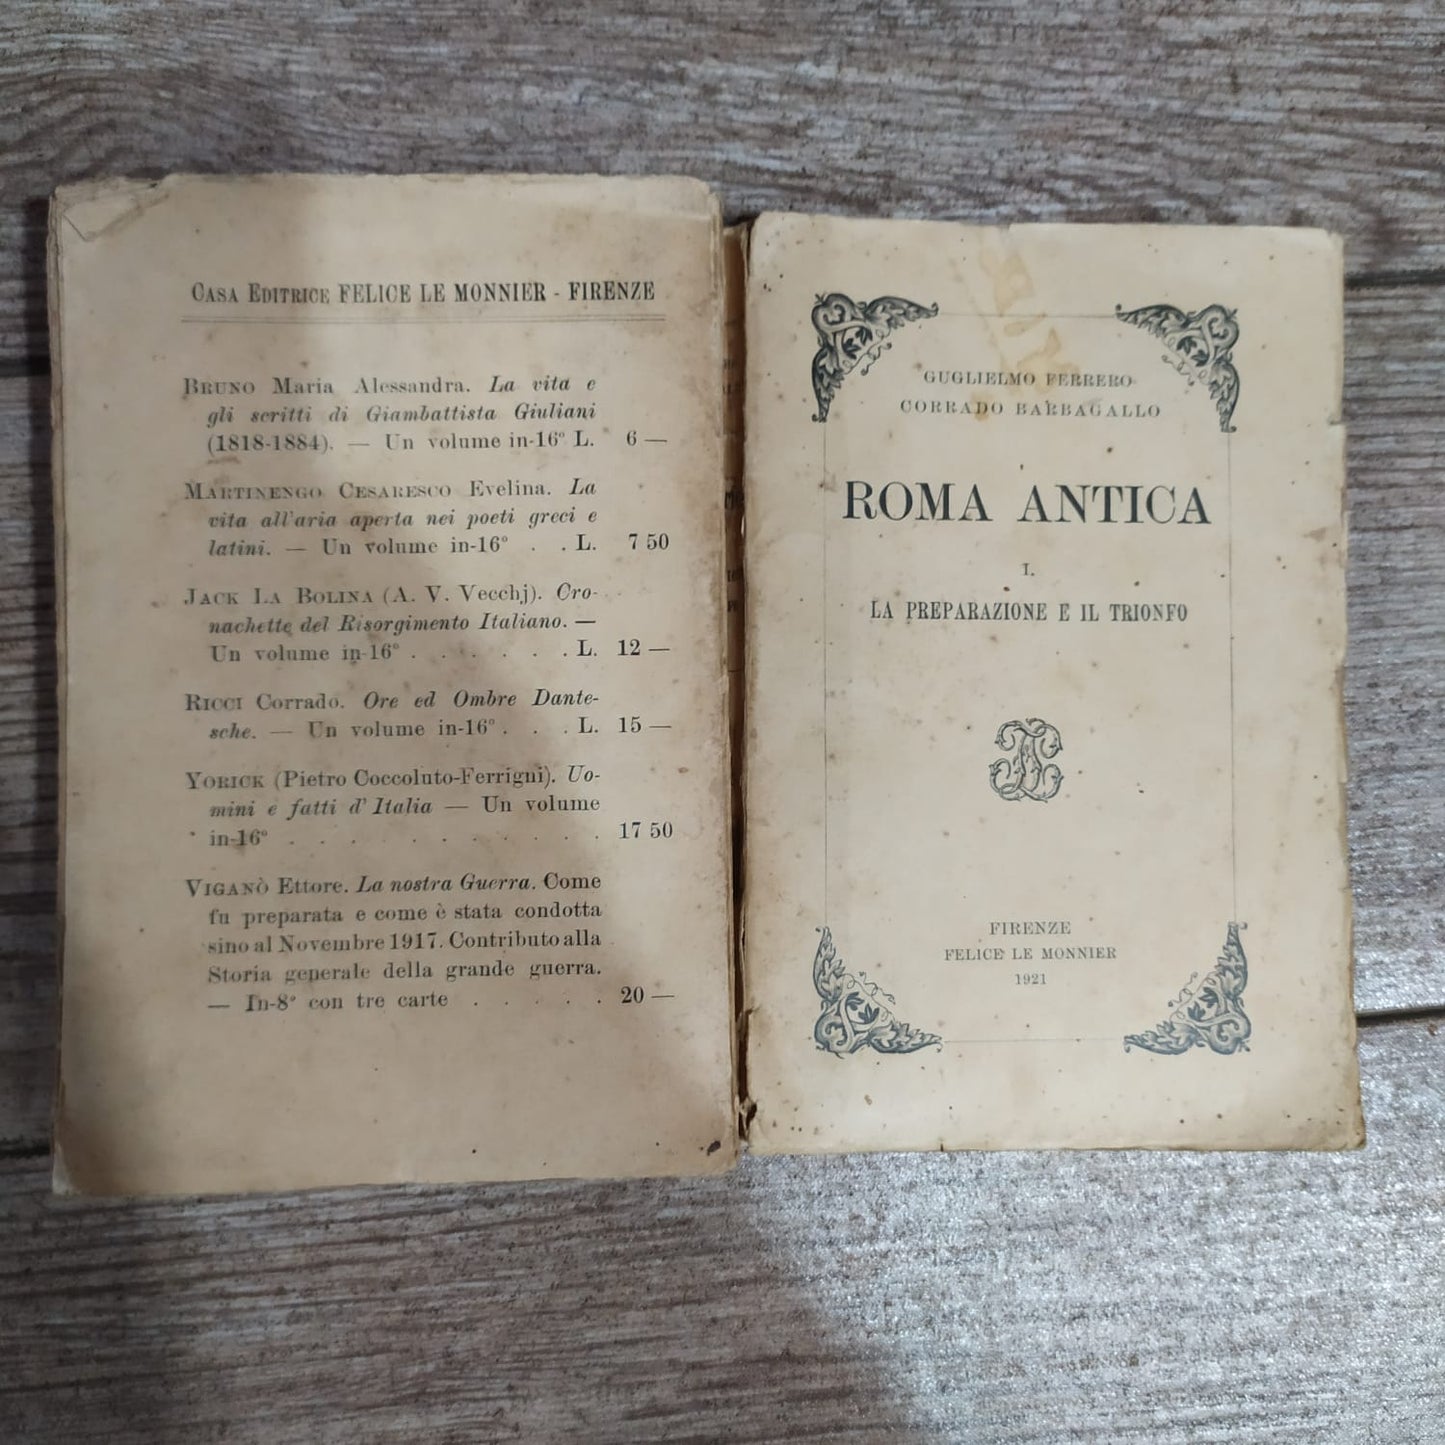 CASA EDITRICE FELICE LE MONNIER - FIRENZE
BRUNO Maria Alessandra. La vita e
gli scritti di Giambattista Giuliani
(1818-1884). — Un volume in-16° L. 6 —
MARTINENGO CESARESCO Evelina. La
vita all'aria aperta nei poeti greci e
latini. — Un volume in-16° . . L. 7 50
JACK LA BOLINA (A. V. Vecchj). Cro-
nachette del Risorgimento Italiano. —
Un volume in-16° . . . . . . L. 12 —
RICCI Corrado. Ore ed Ombre Dante-
sche. — Un volume in-16° . . . L. 15 —
YORICK (Pietro Coccoluto-Ferrigni). Uo-
mini e fatti d'Italia — Un volume
in-16° . . . . . . . . . . . 17 50
VIGANÒ Ettore. La nostra Guerra. Come
fu preparata e come è stata condotta
sino al Novembre 1917. Contributo alla
Storia generale della grande guerra.
— In-8° con tre carte . . . . . 20 —
GUGLIELMO FERRERO
CORRADO BARBAGALLO
ROMA ANTICA
I.
LA PREPARAZIONE E IL TRIONFO
FIRENZE
FELICE LE MONNIER
1921